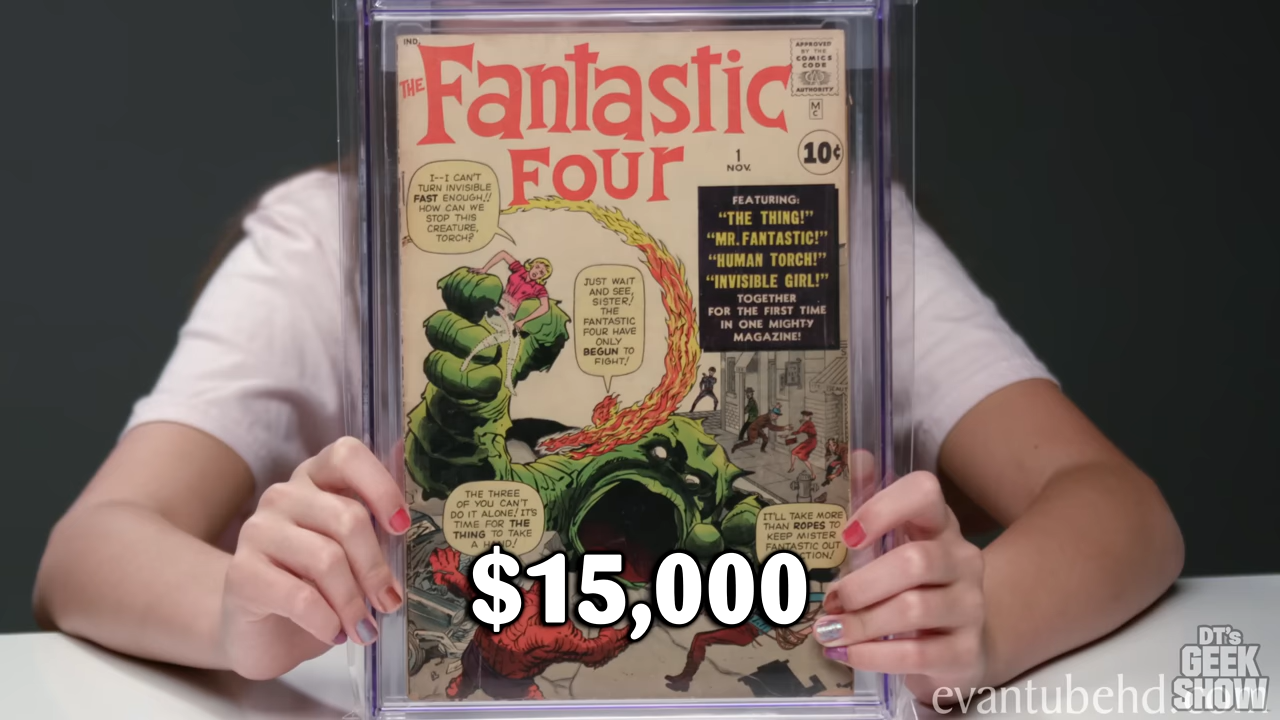 IND.
THE
Fantastic
Four
APPROVED
BY THE
COMICS
CODE
AUTHORITY
M
C
1
NOV.
10¢
I--I CAN'T
TURN INVISIBLE
FAST ENOUGH!!
HOW CAN WE
STOP THIS
CREATURE,
TORCH?
FEATURING:
"THE THING!"
"MR. FANTASTIC!"
"HUMAN TORCH!"
"INVISIBLE GIRL!"
TOGETHER
FOR THE FIRST TIME
IN ONE MIGHTY
MAGAZINE!
JUST WAIT
AND SEE,
SISTER!
THE
FANTASTIC
FOUR HAVE
ONLY
BEGUN TO
FIGHT!
THE THREE
OF YOU CAN'T
DO IT ALONE! IT'S
TIME FOR THE
THING TO TAKE
A HAND!
IT'LL TAKE MORE
THAN ROPES TO
KEEP MISTER
FANTASTIC OUT
$15,000
DT's
GEEK
SHOW
evantubehd